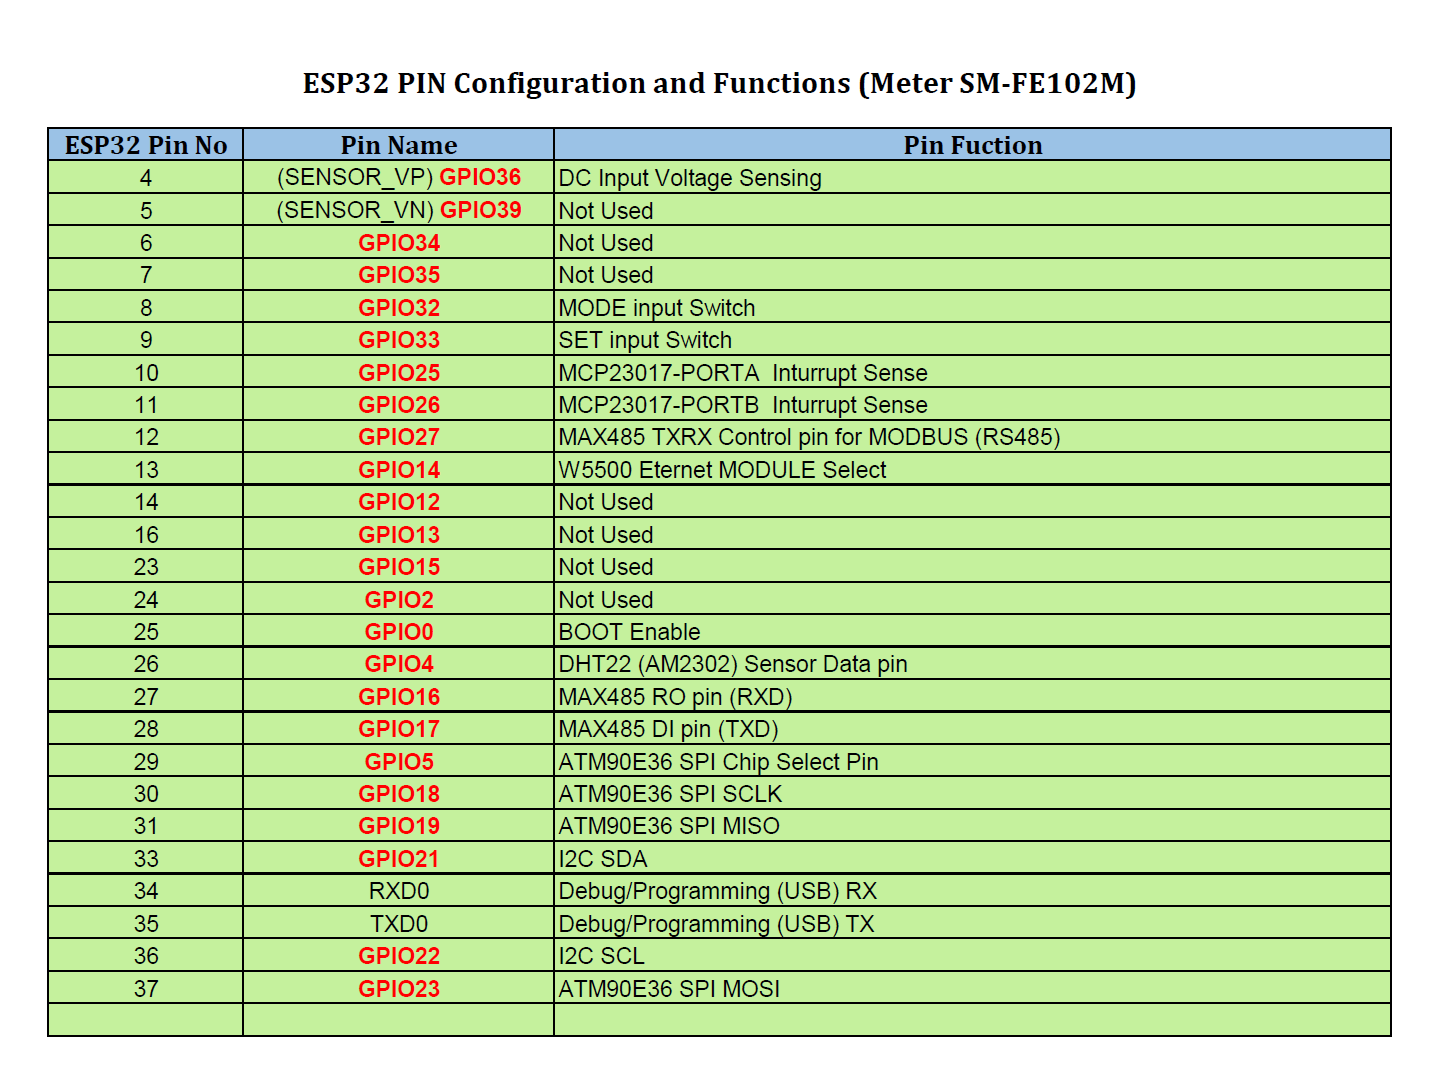 ESP32 PIN Configuration and Functions (Meter SM-FE102M)
ESP32 Pin No Pin Name Pin Fuction
4 (SENSOR_VP) GPIO36 DC Input Voltage Sensing
5 (SENSOR_VN) GPIO39 Not Used
6 GPIO34 Not Used
7 GPIO35 Not Used
8 GPIO32 MODE input Switch
9 GPIO33 SET input Switch
10 GPIO25 MCP23017-PORTA Inturrupt Sense
11 GPIO26 MCP23017-PORTB Inturrupt Sense
12 GPIO27 MAX485 TXRX Control pin for MODBUS (RS485)
13 GPIO14 W5500 Eternet MODULE Select
14 GPIO12 Not Used
16 GPIO13 Not Used
23 GPIO15 Not Used
24 GPIO2 Not Used
25 GPIO0 BOOT Enable
26 GPIO4 DHT22 (AM2302) Sensor Data pin
27 GPIO16 MAX485 RO pin (RXD)
28 GPIO17 MAX485 DI pin (TXD)
29 GPIO5 ATM90E36 SPI Chip Select Pin
30 GPIO18 ATM90E36 SPI SCLK
31 GPIO19 ATM90E36 SPI MISO
33 GPIO21 I2C SDA
34 RXD0 Debug/Programming (USB) RX
35 TXD0 Debug/Programming (USB) TX
36 GPIO22 I2C SCL
37 GPIO23 ATM90E36 SPI MOSI